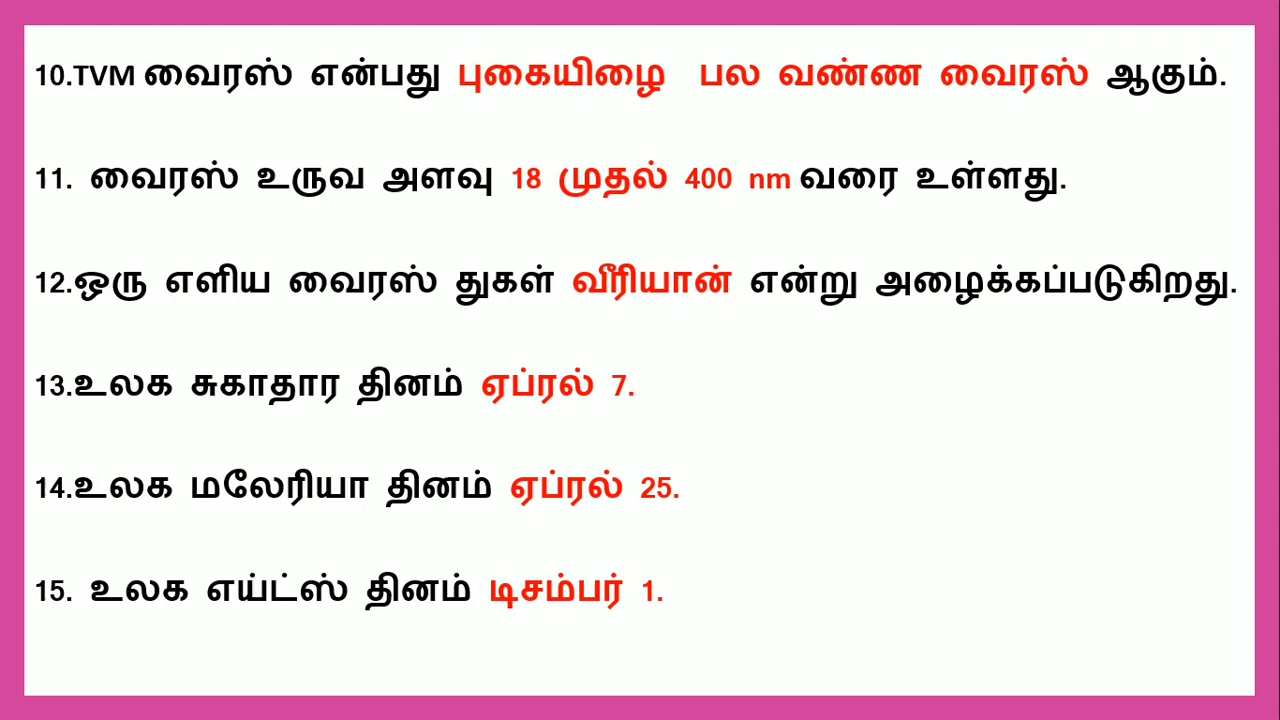 10.TVM வைரஸ் என்பது புகையிழை பல வண்ண வைரஸ் ஆகும்.
11. வைரஸ் உருவ அளவு 18 முதல் 400 nm வரை உள்ளது.
12.ஒரு எளிய வைரஸ் துகள் வீரியான் என்று அழைக்கப்படுகிறது.
13.உலக சுகாதார தினம் ஏப்ரல் 7.
14.உலக மலேரியா தினம் ஏப்ரல் 25.
15. உலக எய்ட்ஸ் தினம் டிசம்பர் 1.